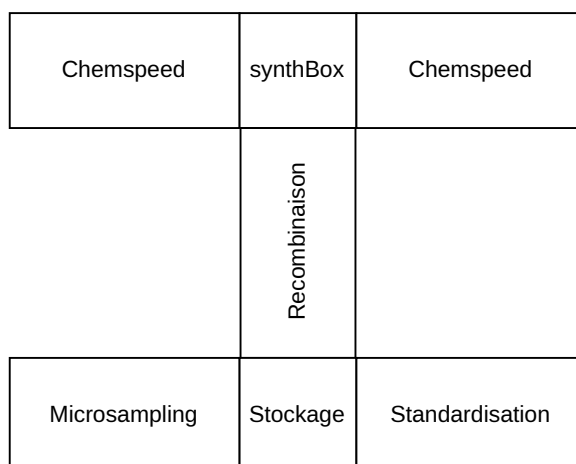 Chemspeed
synthBox
Chemspeed
Recombinaison
Microsampling
Stockage
Standardisation